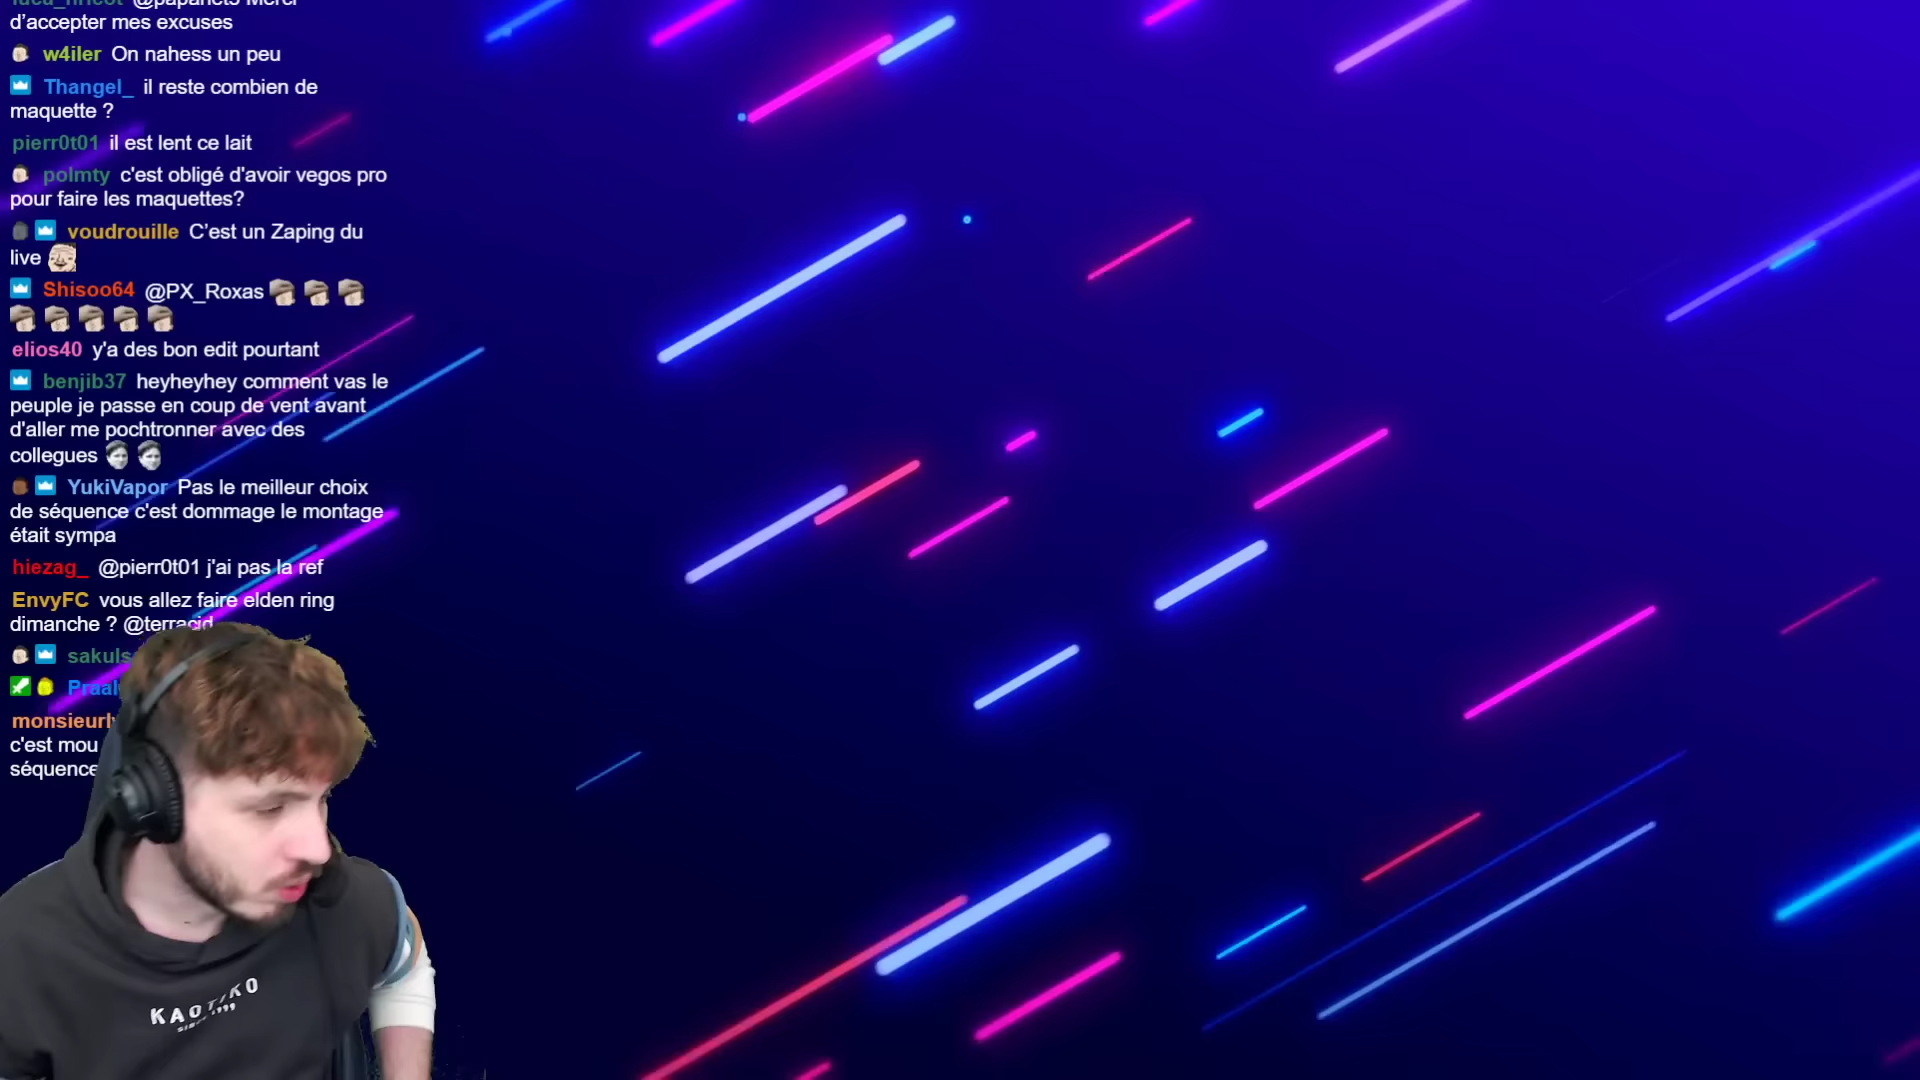 @papanet3 Merci
d’accepter mes excuses
w4iler On nahess un peu
Thangel_ il reste combien de
maquette ?
pierr0t01 il est lent ce lait
polmty c'est obligé d'avoir vegos pro
pour faire les maquettes?
voudrouille C’est un Zaping du
live
Shisoo64 @PX_Roxas
elios40 y'a des bon edit pourtant
benjib37 heyheyhey comment vas le
peuple je passe en coup de vent avant
d'aller me pochtronner avec des
collegues
YukiVapor Pas le meilleur choix
de séquence c'est dommage le montage
était sympa
hiezag_ @pierr0t01 j'ai pas la ref
EnvyFC vous allez faire elden ring
dimanche ? @terracid
c'est mou
séquence
KAOTIKO
SINCE 1999